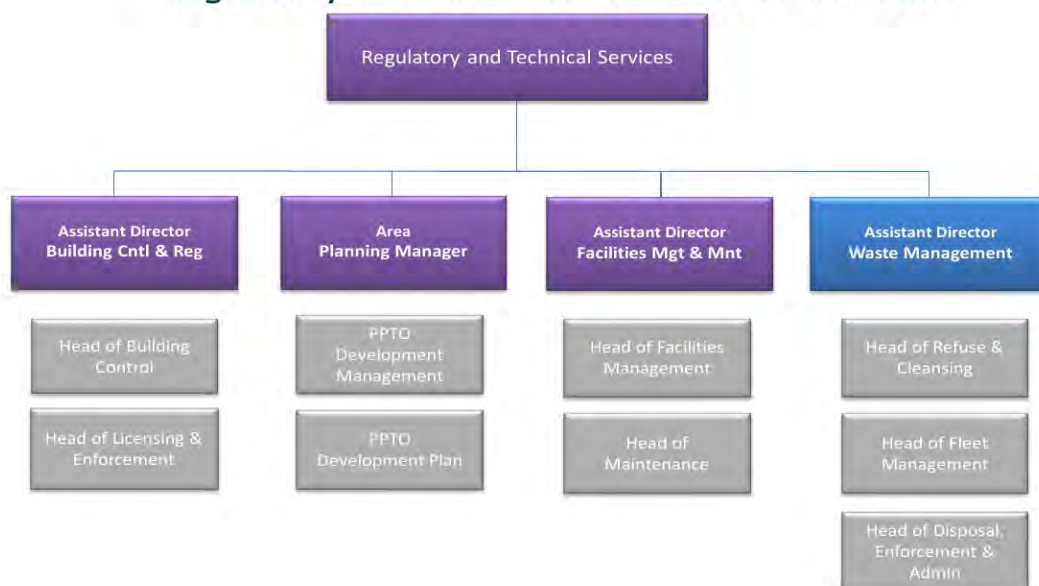 Regulatory and Technical Services
Assistant Director
Building Cntl & Reg
Area
Planning Manager
Assistant Director
Facilities Mgt & Mnt
Assistant Director
Waste Management
Head of Building
Control
PPTO
Development
Management
Head of Facilities
Management
Head of Refuse &
Cleansing
Head of Licensing &
Enforcement
PPTO
Development Plan
Head of
Maintenance
Head of Fleet
Management
Head of Disposal,
Enforcement &
Admin